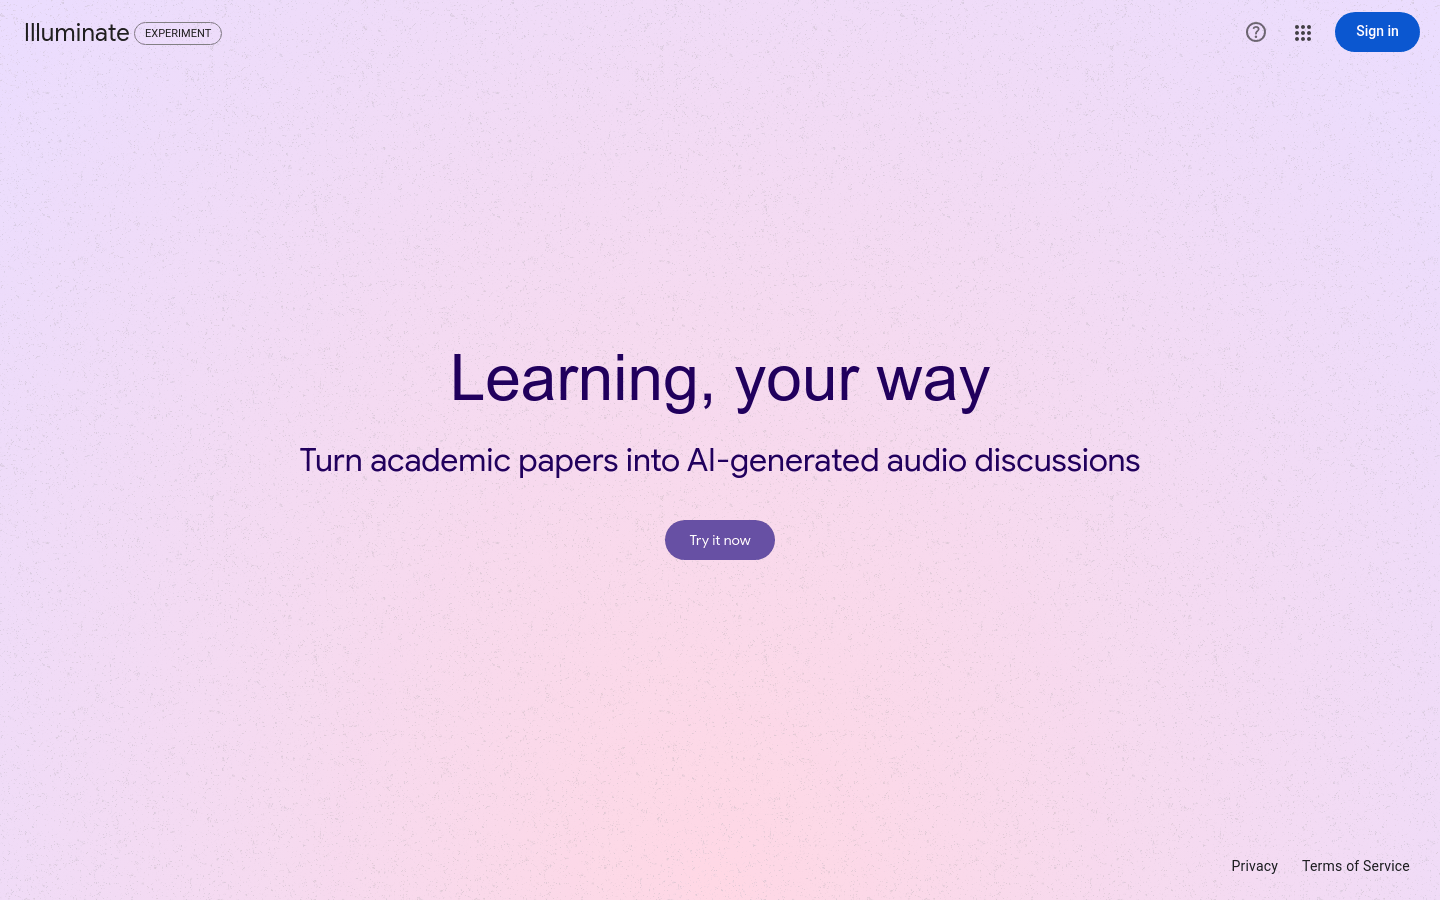 Illuminate EXPERIMENT
Sign in
Learning, your way
Turn academic papers into AI-generated audio discussions
Try it now
Privacy Terms of Service